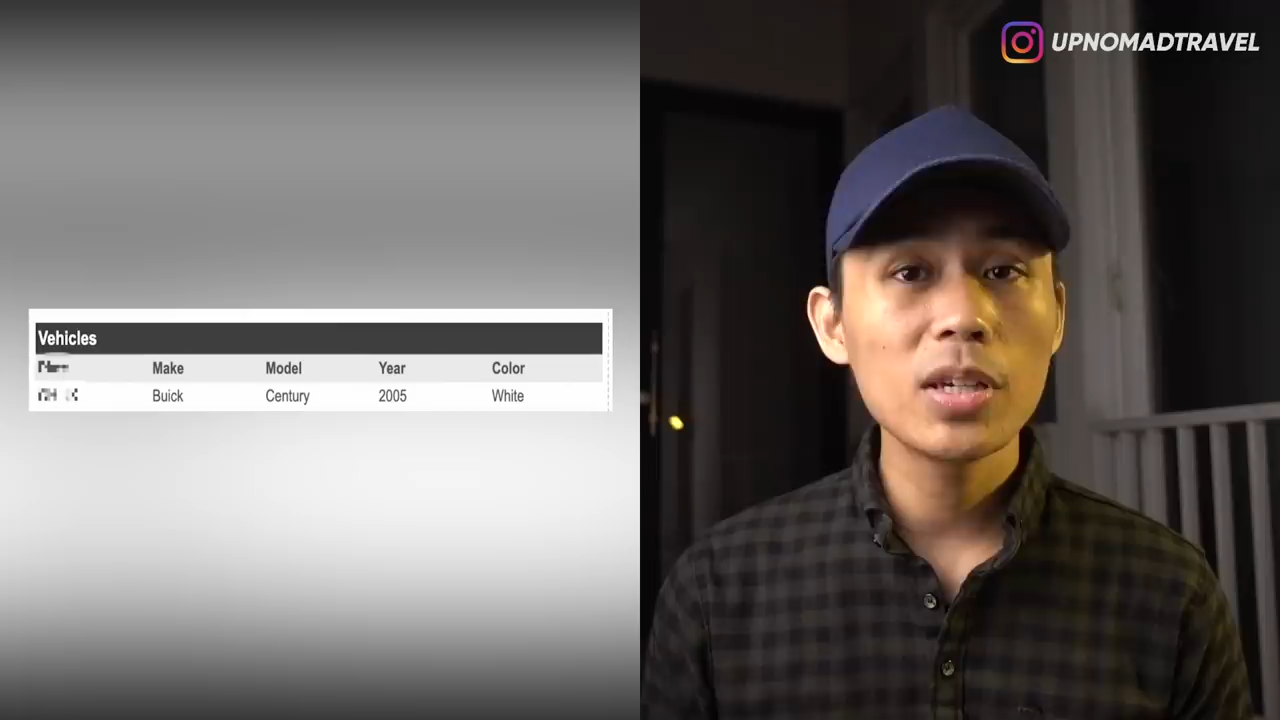 UPNOMADTRAVEL
Vehicles
Make Model Year Color
Buick Century 2005 White